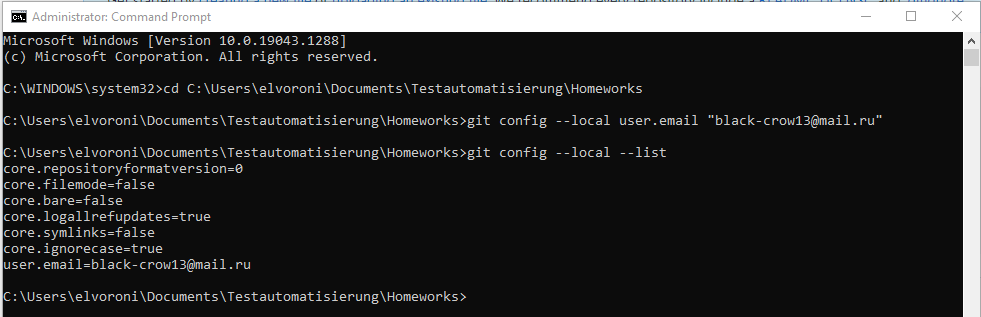 Administrator: Command Prompt
Microsoft Windows [Version 10.0.19043.1288]
(c) Microsoft Corporation. All rights reserved.
C:\WINDOWS\system32>cd C:\Users\elvoroni\Documents\Testautomatisierung\Homeworks
C:\Users\elvoroni\Documents\Testautomatisierung\Homeworks>git config --local user.email "black-crow13@mail.ru"
C:\Users\elvoroni\Documents\Testautomatisierung\Homeworks>git config --local --list
core.repositoryformatversion=0
core.filemode=false
core.bare=false
core.logallrefupdates=true
core.symlinks=false
core.ignorecase=true
user.email=black-crow13@mail.ru
C:\Users\elvoroni\Documents\Testautomatisierung\Homeworks>